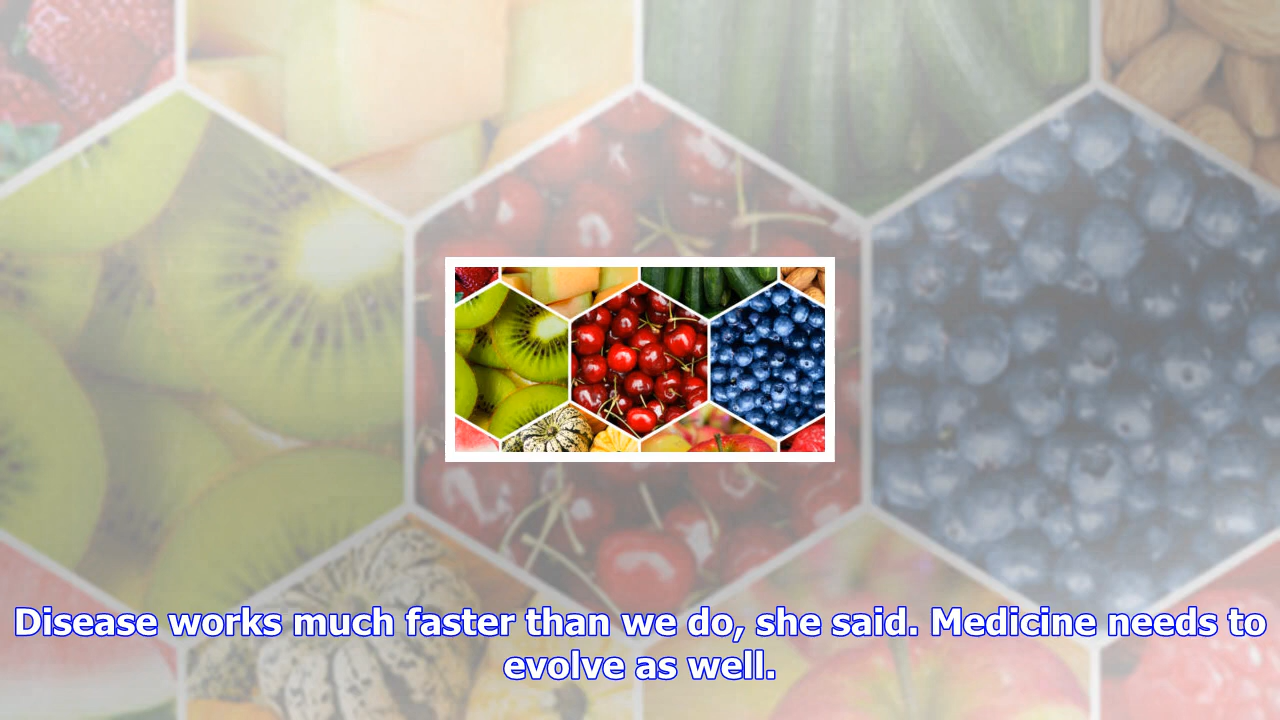 Disease works much faster than we do, she said. Medicine needs to
evolve as well.